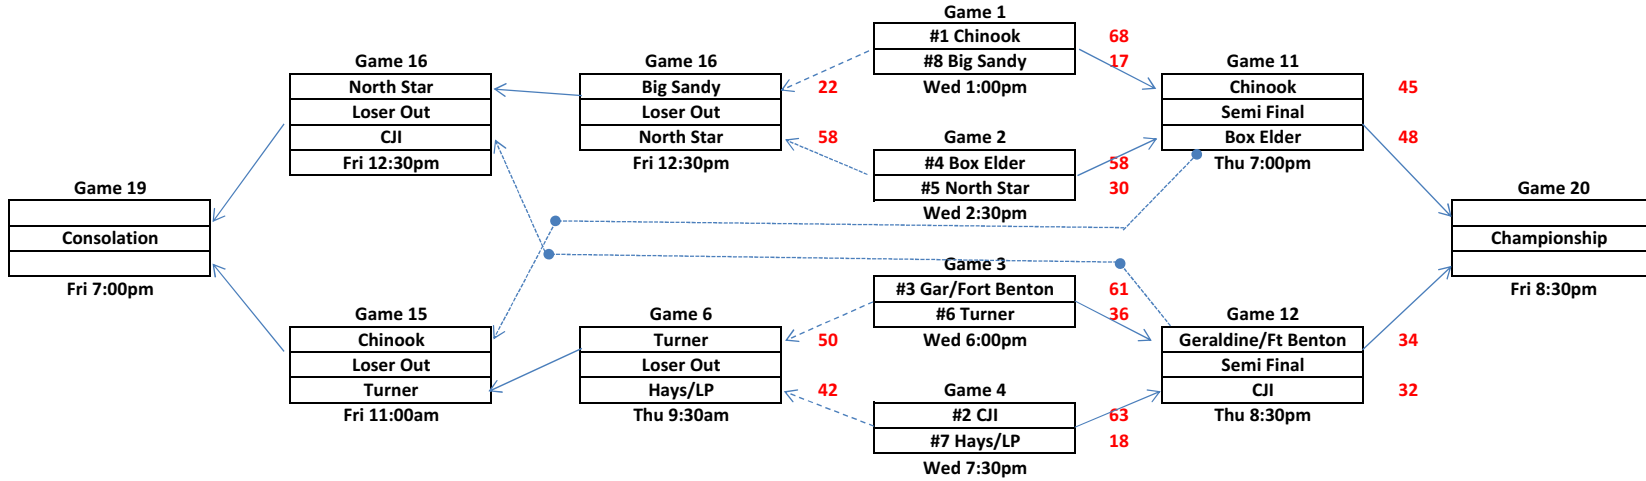 Game 1
#1 Chinook 68
#8 Big Sandy 17
Wed 1:00pm
Game 16
North Star
Loser Out
CJI
Fri 12:30pm
Game 16
Big Sandy 22
Loser Out
North Star 58
Fri 12:30pm
Game 2
#4 Box Elder 58
#5 North Star 30
Wed 2:30pm
Game 11
Chinook 45
Semi Final
Box Elder 48
Thu 7:00pm
Game 19
Consolation
Fri 7:00pm
Game 20
Championship
Fri 8:30pm
Game 3
#3 Gar/Fort Benton 61
#6 Turner 36
Wed 6:00pm
Game 15
Chinook
Loser Out
Turner
Fri 11:00am
Game 6
Turner 50
Loser Out
Hays/LP 42
Thu 9:30am
Game 4
#2 CJI 63
#7 Hays/LP 18
Wed 7:30pm
Game 12
Geraldine/Ft Benton 34
Semi Final
CJI 32
Thu 8:30pm